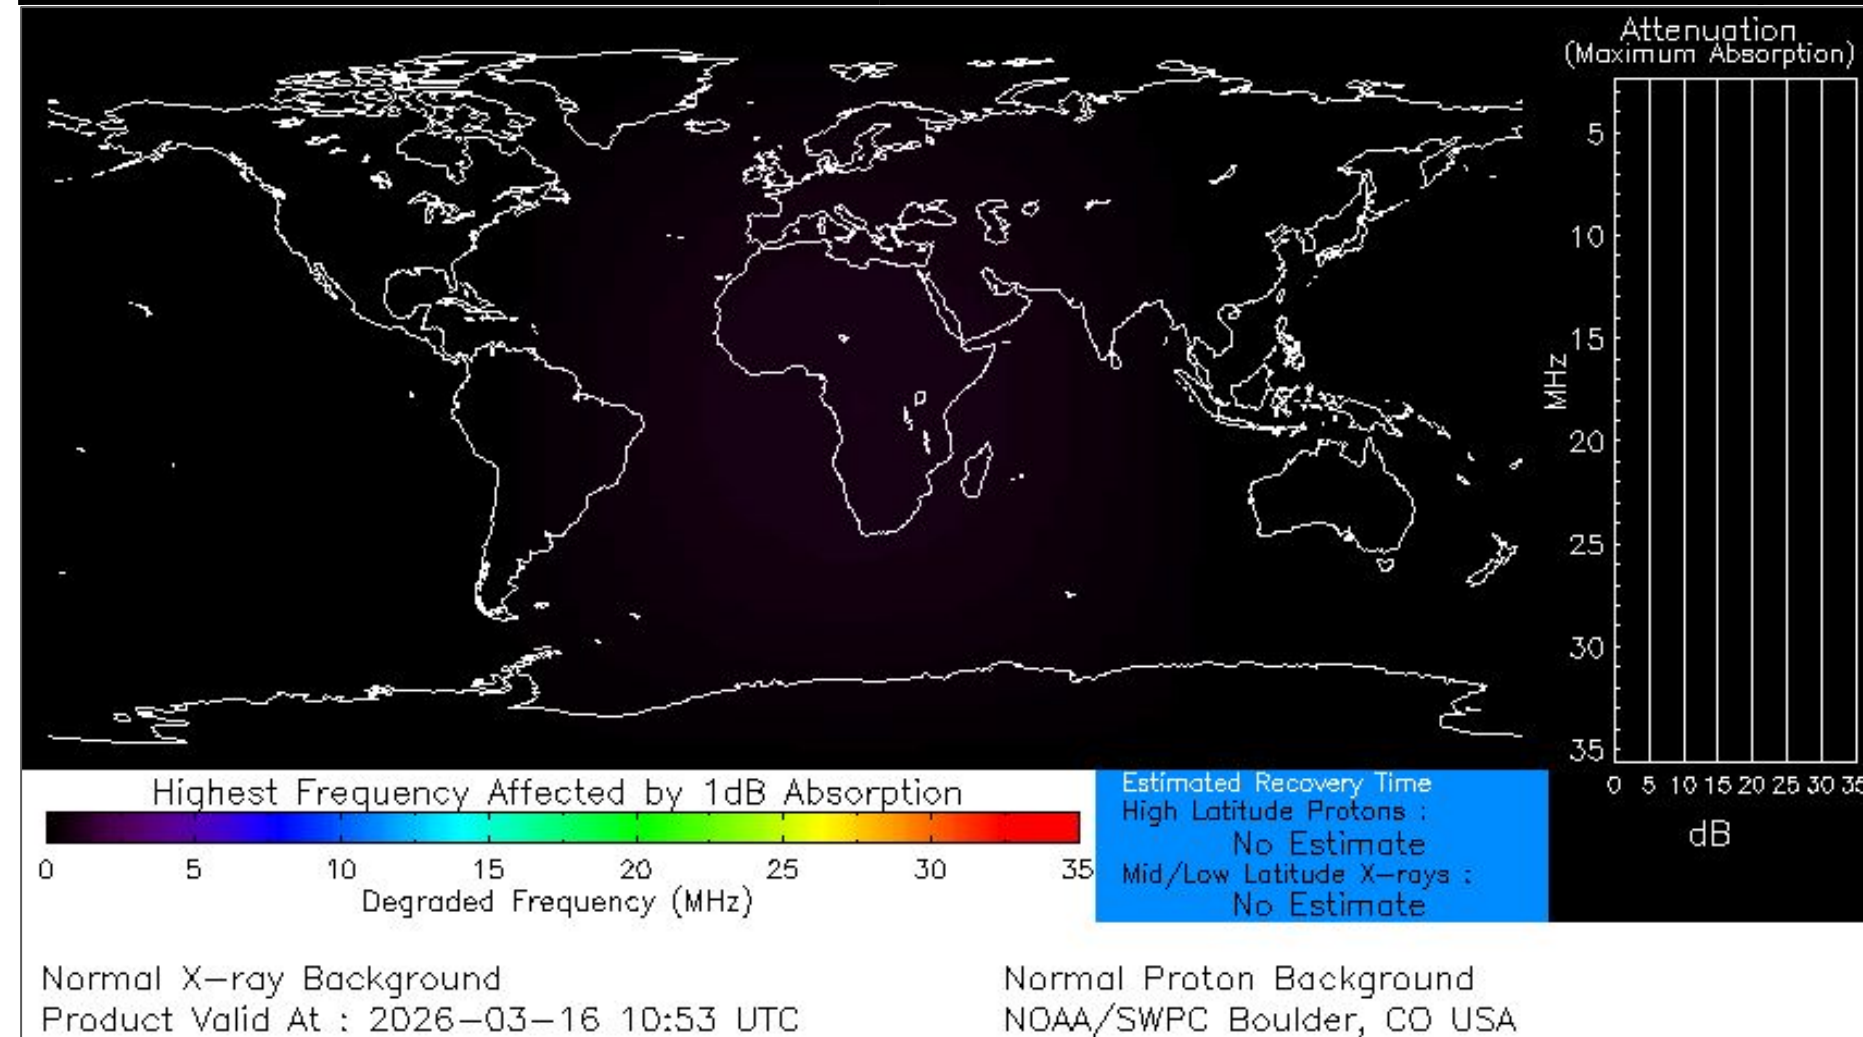 Attenuation
(Maximum Absorption)
5
10
15
20
25
30
35
MHz
0 5 10 15 20 25 30 35
dB
Highest Frequency Affected by 1dB Absorption
0 5 10 15 20 25 30 35
Degraded Frequency (MHz)
Estimated Recovery Time
High Latitude Protons :
No Estimate
Mid/Low Latitude X-rays :
No Estimate
Normal X-ray Background
Normal Proton Background
Product Valid At : 2026-03-16 10:53 UTC
NOAA/SWPC Boulder, CO USA